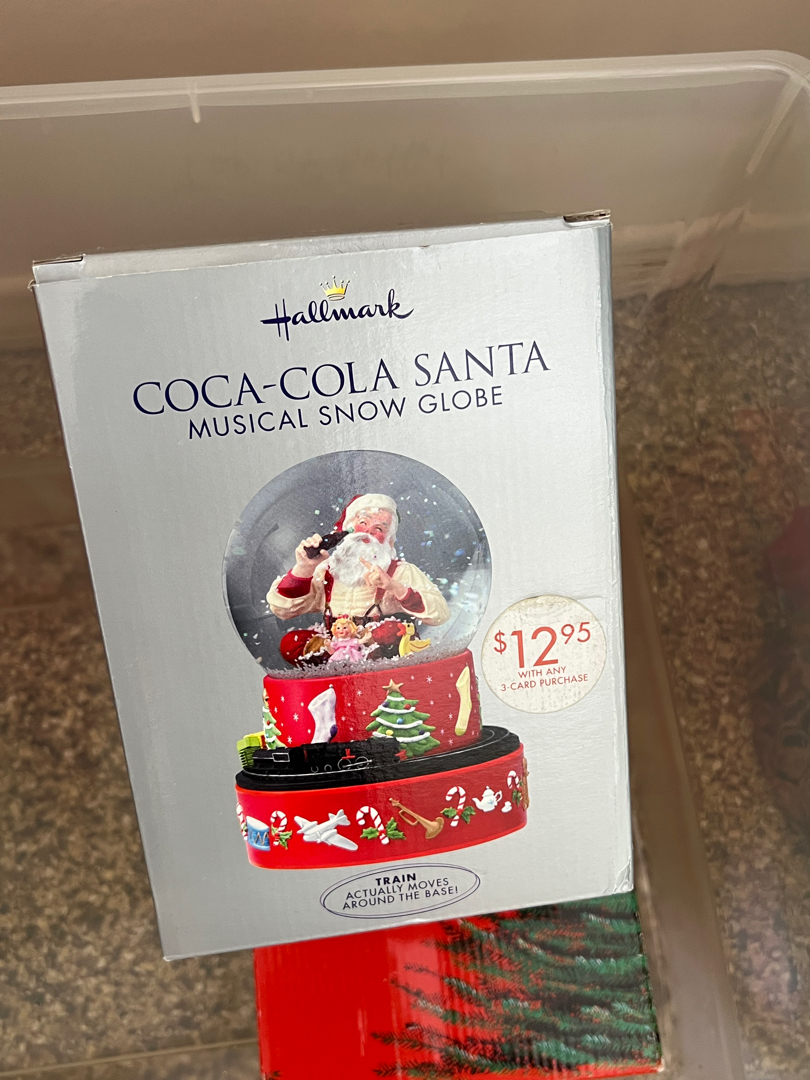 Hallmark
COCA-COLA SANTA
MUSICAL SNOW GLOBE
$12.95
WITH ANY
3-CARD PURCHASE
TRAIN
ACTUALLY MOVES
AROUND THE BASE!